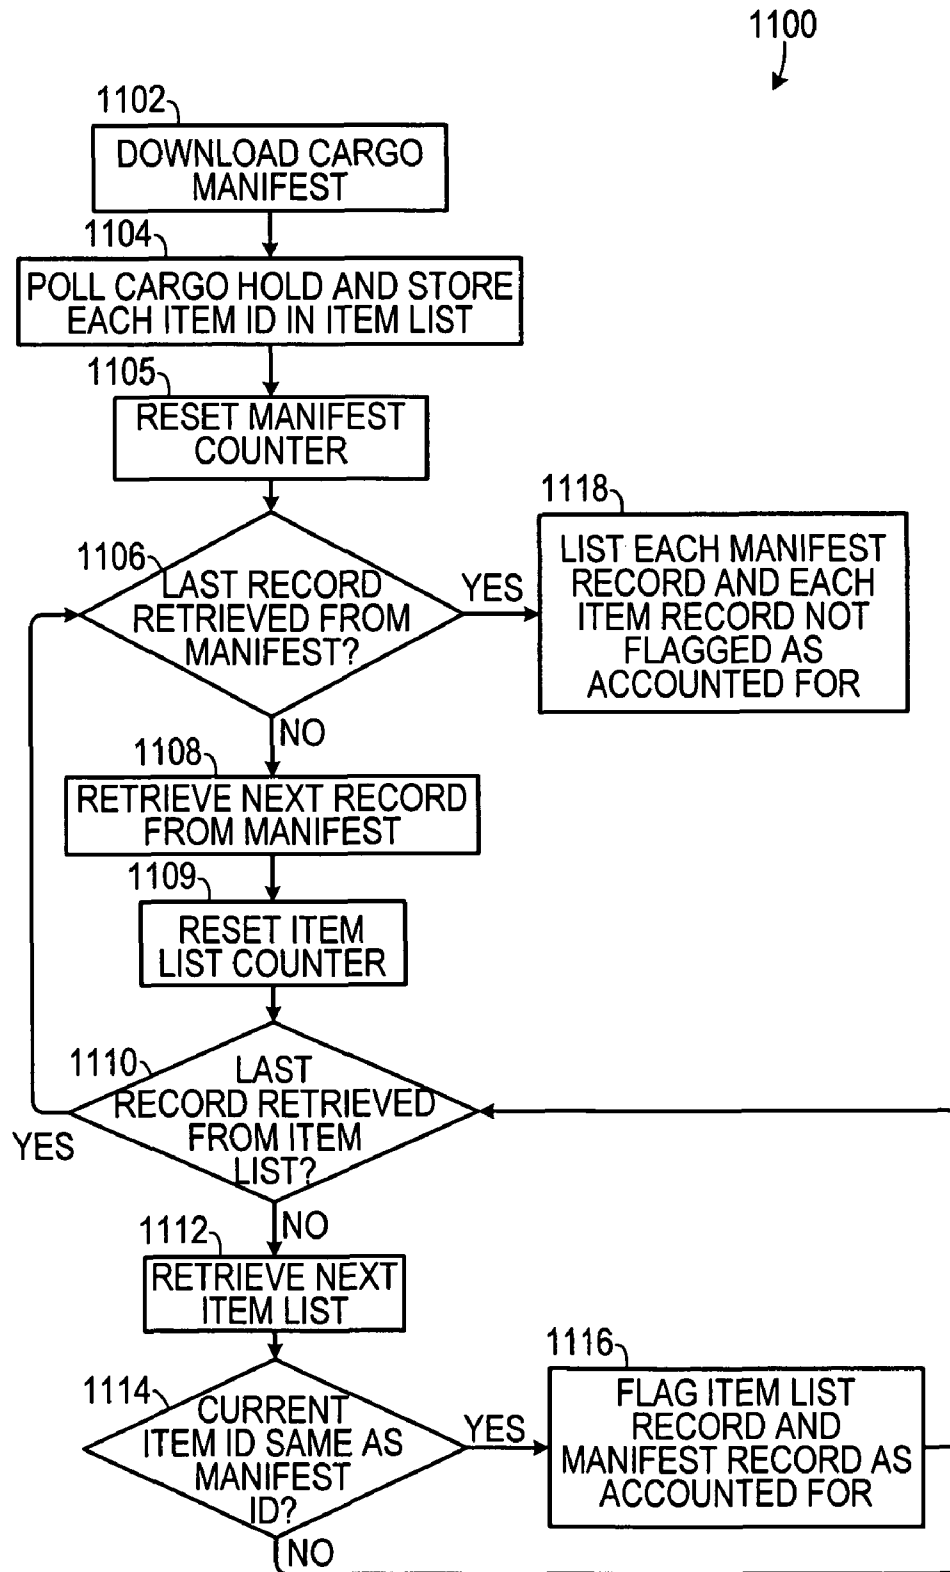 1100
1102
DOWNLOAD CARGO
MANIFEST
1104
POLL CARGO HOLD AND STORE
EACH ITEM ID IN ITEM LIST
1105
RESET MANIFEST
COUNTER
1106
LAST RECORD
RETRIEVED FROM
MANIFEST?
YES
1118
LIST EACH MANIFEST
RECORD AND EACH
ITEM RECORD NOT
FLAGGED AS
ACCOUNTED FOR
NO
1108
RETRIEVE NEXT RECORD
FROM MANIFEST
1109
RESET ITEM
LIST COUNTER
1110
LAST
RECORD RETRIEVED
FROM ITEM
LIST?
YES
NO
1112
RETRIEVE NEXT
ITEM LIST
1114
CURRENT
ITEM ID SAME AS
MANIFEST
ID?
YES
1116
FLAG ITEM LIST
RECORD AND
MANIFEST RECORD AS
ACCOUNTED FOR
NO